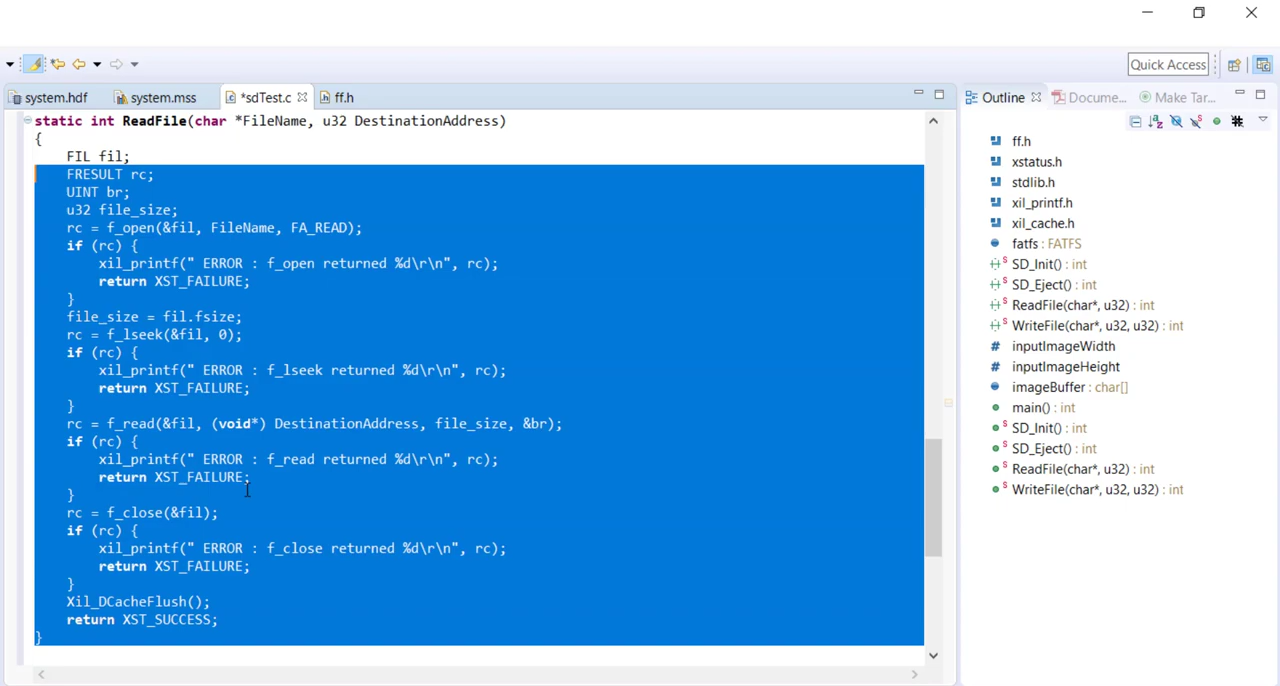 Quick Access
system.hdf
system.mss
*sdTest.c
ff.h
static int ReadFile(char *FileName, u32 DestinationAddress)
{
FIL fil;
FRESULT rc;
UINT br;
u32 file_size;
rc = f_open(&fil, FileName, FA_READ);
if (rc) {
xil_printf(" ERROR : f_open returned %d\r\n", rc);
return XST_FAILURE;
}
file_size = fil.fsize;
rc = f_lseek(&fil, 0);
if (rc) {
xil_printf(" ERROR : f_lseek returned %d\r\n", rc);
return XST_FAILURE;
}
rc = f_read(&fil, (void*) DestinationAddress, file_size, &br);
if (rc) {
xil_printf(" ERROR : f_read returned %d\r\n", rc);
return XST_FAILURE;
}
rc = f_close(&fil);
if (rc) {
xil_printf(" ERROR : f_close returned %d\r\n", rc);
return XST_FAILURE;
}
Xil_DCacheFlush();
return XST_SUCCESS;
}
Outline
Docume...
Make Tar...
ff.h
xstatus.h
stdlib.h
xil_printf.h
xil_cache.h
fatfs : FATFS
SD_Init() : int
SD_Eject() : int
ReadFile(char*, u32) : int
WriteFile(char*, u32, u32) : int
inputImageWidth
inputImageHeight
imageBuffer : char[]
main() : int
SD_Init() : int
SD_Eject() : int
ReadFile(char*, u32) : int
WriteFile(char*, u32, u32) : int